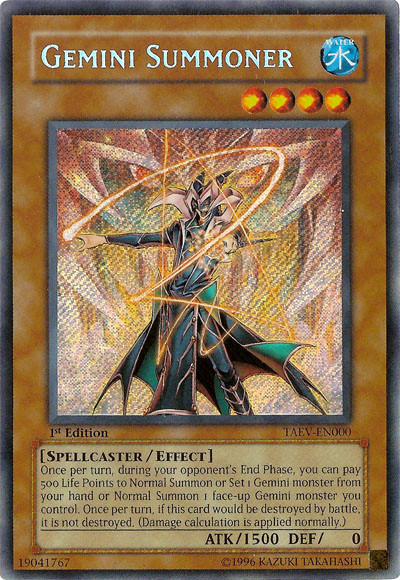 GEMINI SUMMONER
WATER
水
1st Edition
TAEV-EN000
[SPELLCASTER / EFFECT]
Once per turn, during your opponent's End Phase, you can pay
500 Life Points to Normal Summon or Set 1 Gemini monster from
your hand or Normal Summon 1 face-up Gemini monster you
control. Once per turn, if this card would be destroyed by battle,
it is not destroyed. (Damage calculation is applied normally.)
ATK/1500 DEF/ 0
19041767
©1996 KAZUKI TAKAHASHI